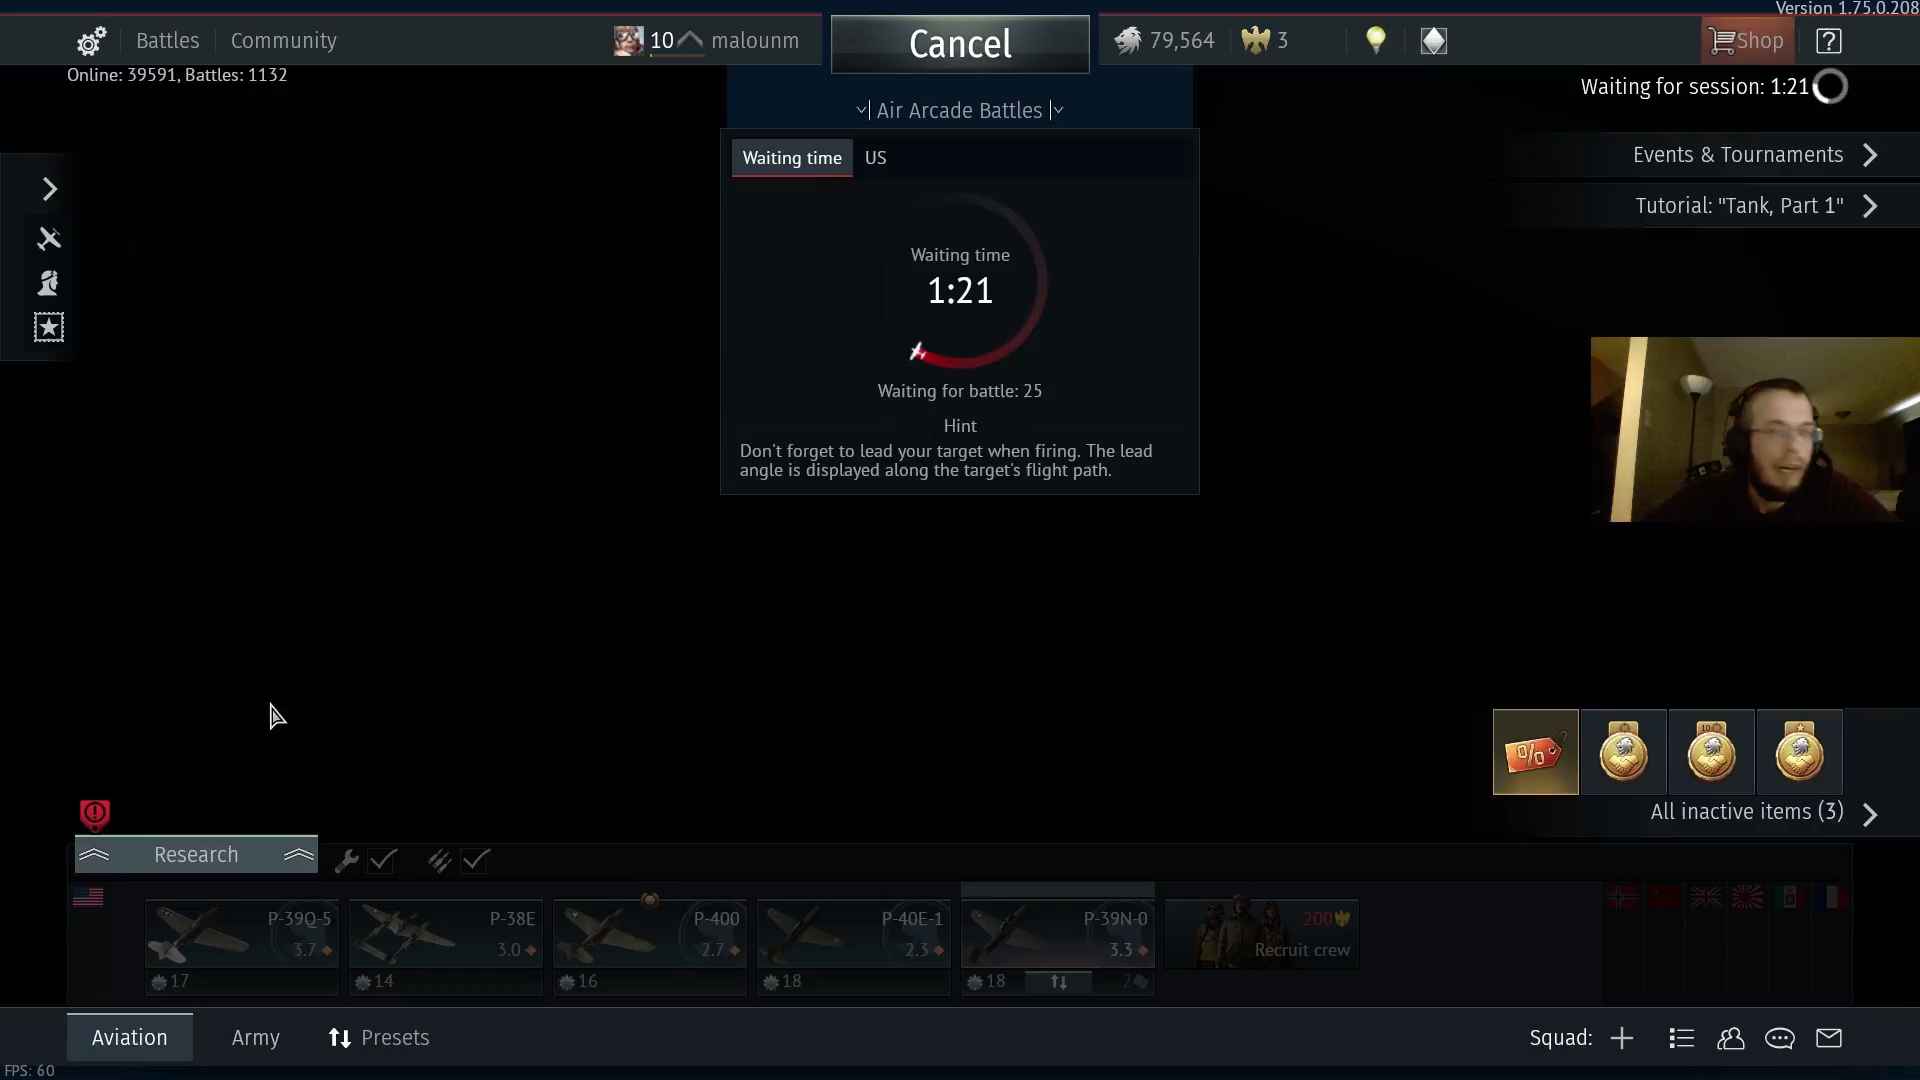 Version 1.75.0.208
Battles
Community
10
malounm
Cancel
79,564
3
Shop
?
Online: 39591, Battles: 1132
Waiting for session: 1:21
Air Arcade Battles
Events & Tournaments
Waiting time
US
Tutorial: "Tank, Part 1"
Waiting time
1:21
Waiting for battle: 25
Hint
Don't forget to lead your target when firing. The lead
angle is displayed along the target's flight path.
%
All inactive items (3)
Research
P-39Q-5
3.7
17
P-38E
3.0
14
P-400
2.7
16
P-40E-1
2.3
18
P-39N-0
3.3
18
2
200
Recruit crew
Aviation
Army
Presets
Squad:
FPS: 60